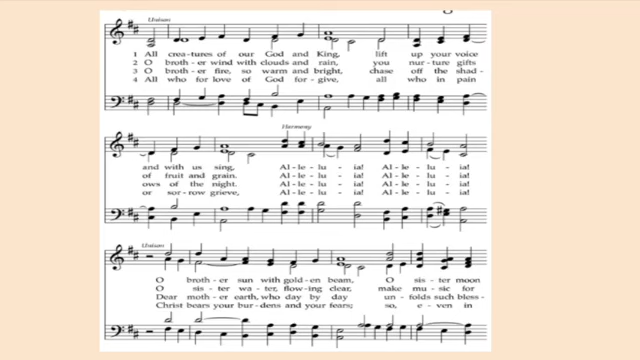 Unison
1 All crea-tures of our God and King, lift up your voice
2 O broth-er wind with clouds and rain, you nur-ture gifts
3 O broth-er fire, so warm and bright, chase off the shad-
4 All who for love of God for-give, all who in pain
Harmony
and with us sing, Al-le-lu-ia! Al-le-lu-ia!
of fruit and grain. Al-le-lu-ia! Al-le-lu-ia!
ows of the night. Al-le-lu-ia! Al-le-lu-ia!
or sor-row grieve, Al-le-lu-ia! Al-le-lu-ia!
Unison
O broth-er sun with gold-en beam, O sis-ter moon
O sis-ter wa-ter, flow-ing clear, make mu-sic for
Dear moth-er earth, who day by day un-folds such bless-
Christ bears your bur-dens and your fears; so, e-ven in